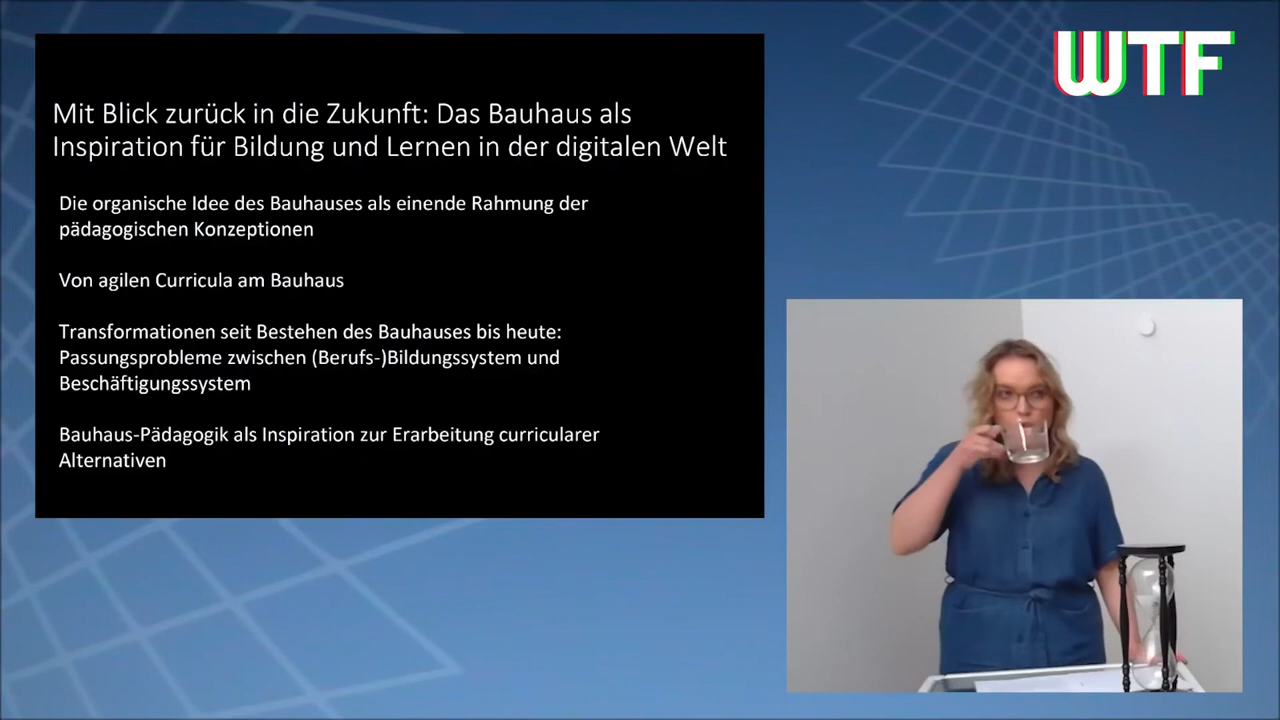 WTF
Mit Blick zurück in die Zukunft: Das Bauhaus als
Inspiration für Bildung und Lernen in der digitalen Welt
Die organische Idee des Bauhauses als einende Rahmung der
pädagogischen Konzeptionen
Von agilen Curricula am Bauhaus
Transformationen seit Bestehen des Bauhauses bis heute:
Passungsprobleme zwischen (Berufs-)Bildungssystem und
Beschäftigungssystem
Bauhaus-Pädagogik als Inspiration zur Erarbeitung curricularer
Alternativen